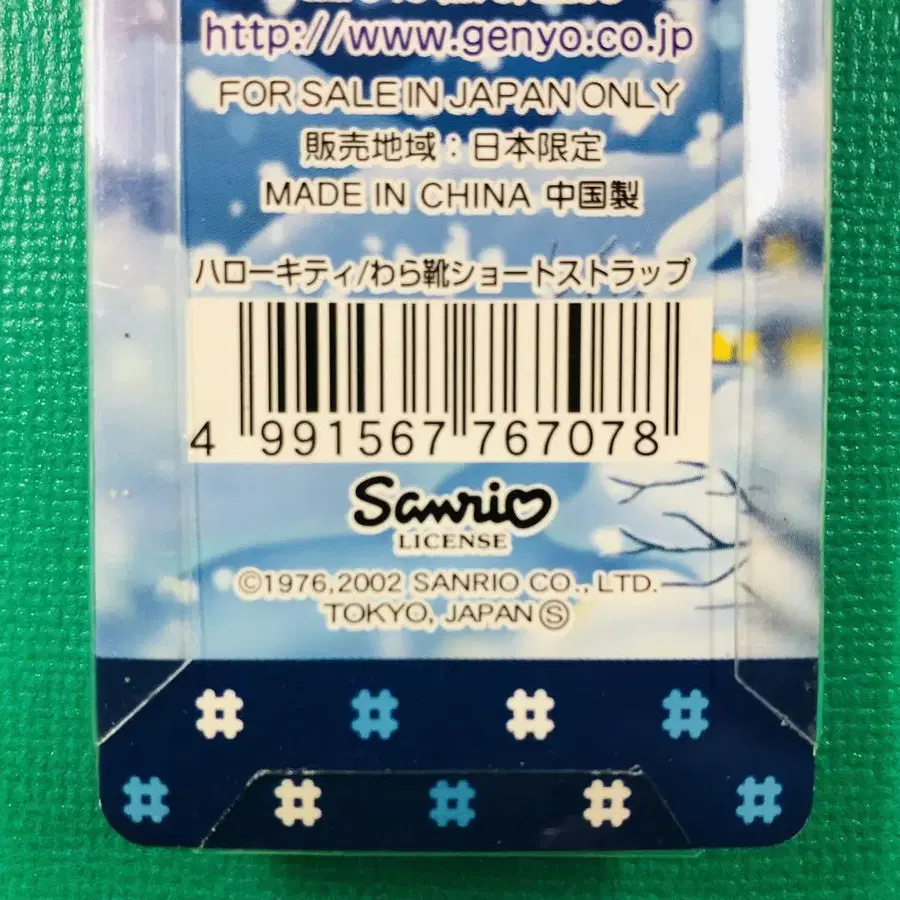 http://www.genyo.co.jp
FOR SALE IN JAPAN ONLY
販売地域：日本限定
MADE IN CHINA 中国製
ハローキティ/わら靴ショートストラップ
4 991567 767078
Sanrio
LICENSE
©1976,2002 SANRIO CO., LTD.
TOKYO, JAPAN Ⓢ